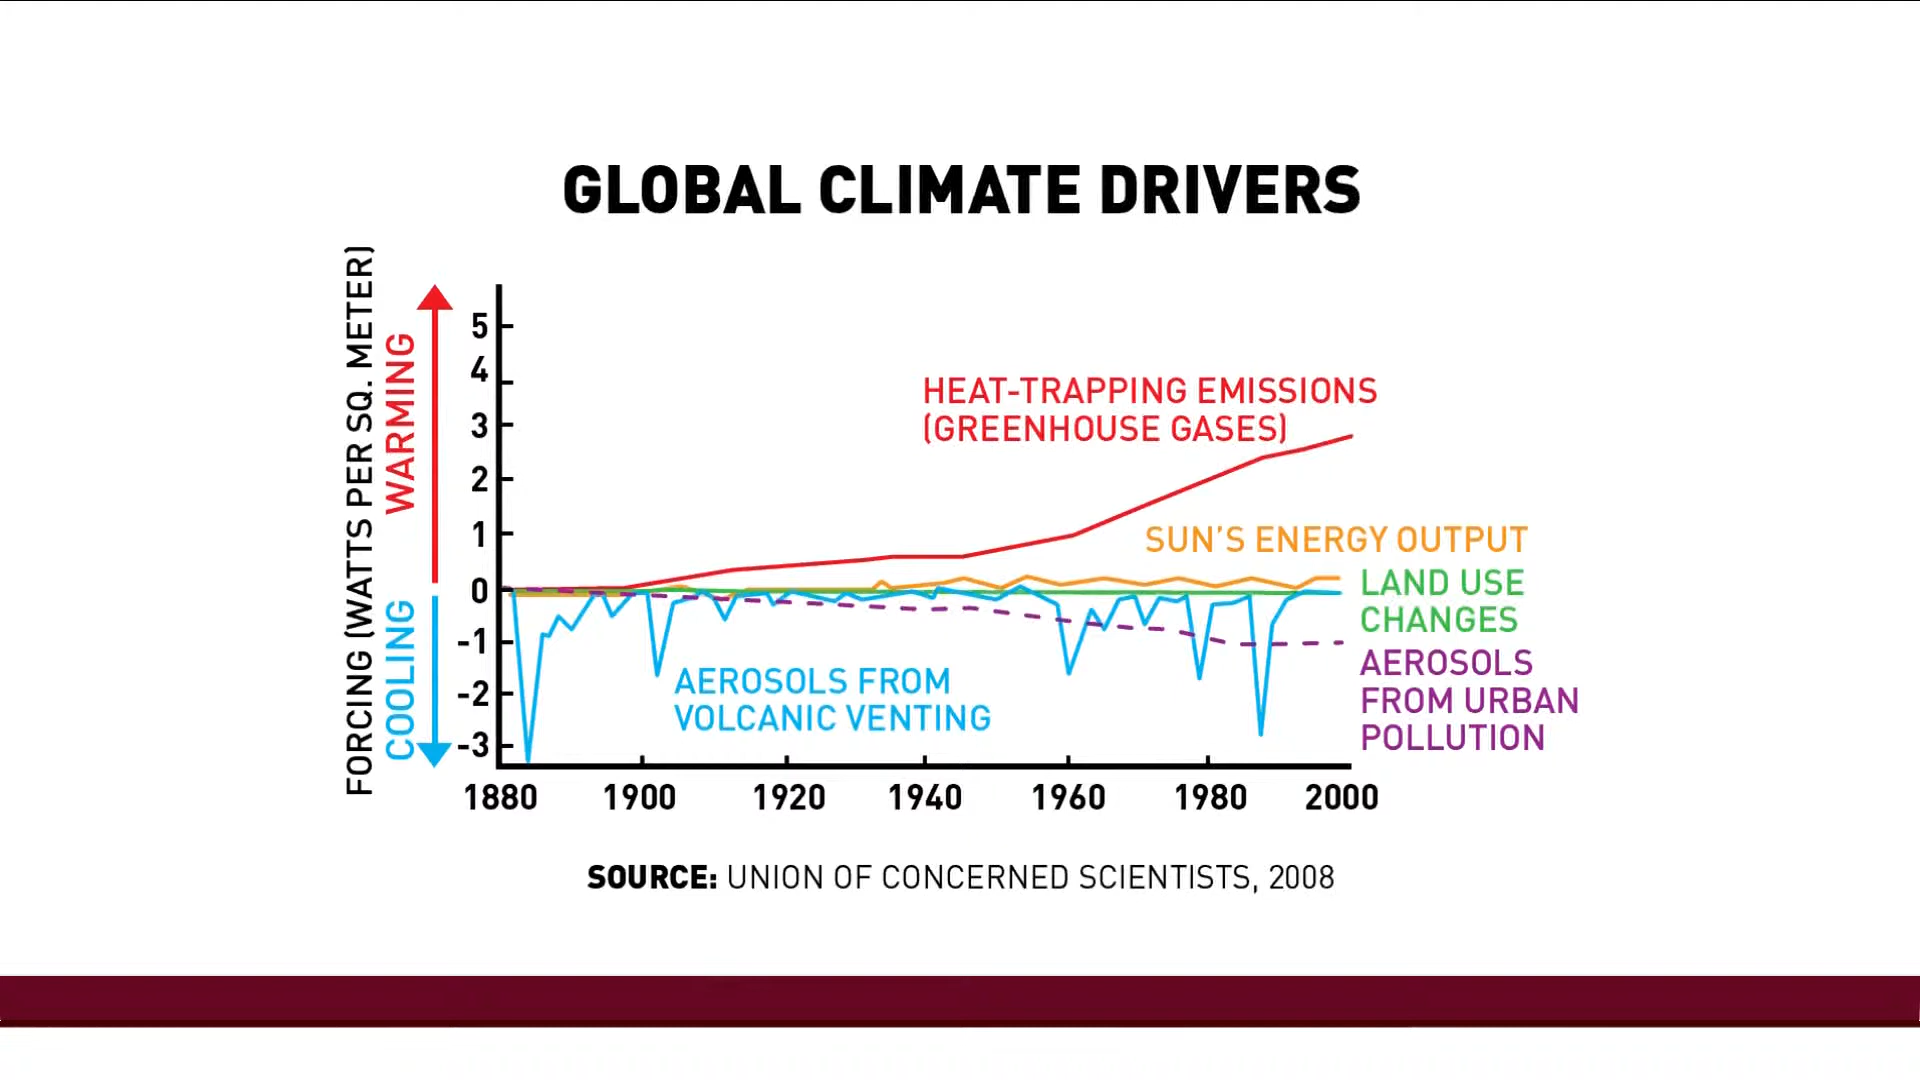 GLOBAL CLIMATE DRIVERS
FORCING (WATTS PER SQ. METER)
WARMING
COOLING
5
4
3
2
1
0
-1
-2
-3
HEAT-TRAPPING EMISSIONS
(GREENHOUSE GASES)
SUN'S ENERGY OUTPUT
LAND USE
CHANGES
AEROSOLS
FROM URBAN
POLLUTION
AEROSOLS FROM
VOLCANIC VENTING
1880 1900 1920 1940 1960 1980 2000
SOURCE: UNION OF CONCERNED SCIENTISTS, 2008